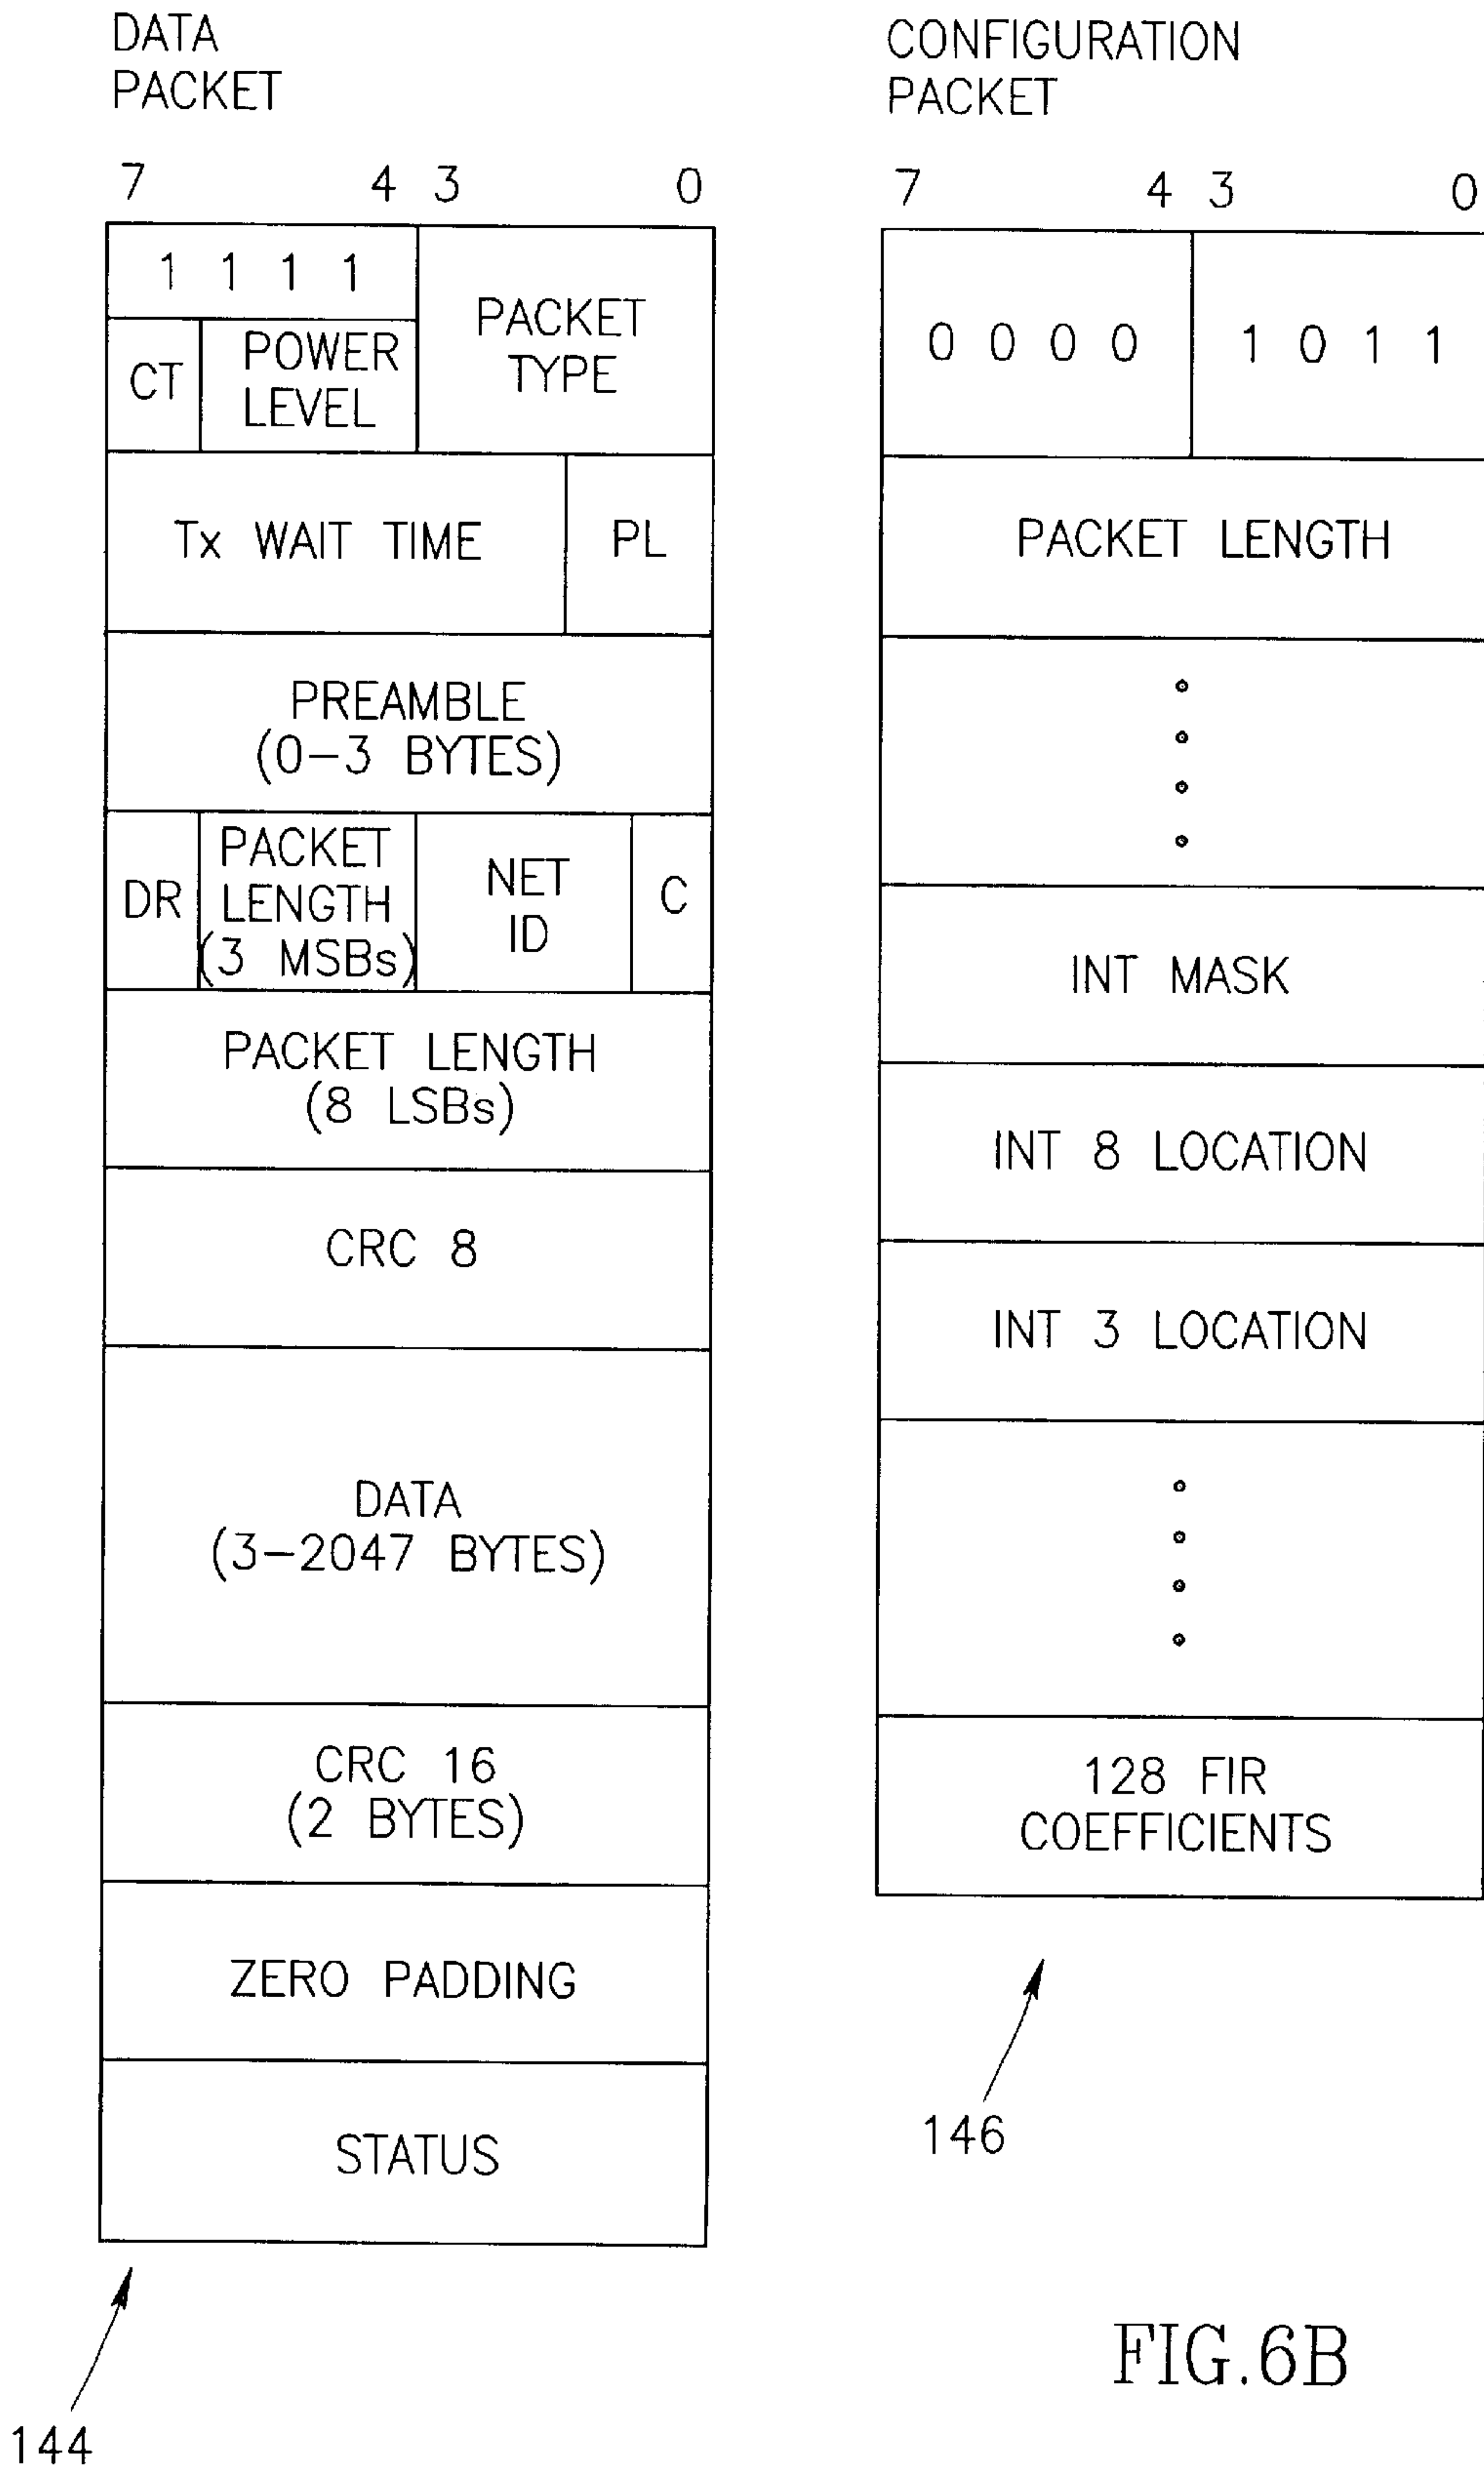 DATA
PACKET
7 4 3 0
1 1 1 1
PACKET
TYPE
CT
POWER
LEVEL
Tx WAIT TIME
PL
PREAMBLE
(0-3 BYTES)
DR
PACKET
LENGTH
(3 MSBs)
NET
ID
C
PACKET LENGTH
(8 LSBs)
CRC 8
DATA
(3-2047 BYTES)
CRC 16
(2 BYTES)
ZERO PADDING
STATUS
144
CONFIGURATION
PACKET
7 4 3 0
0 0 0 0
1 0 1 1
PACKET LENGTH
INT MASK
INT 8 LOCATION
INT 3 LOCATION
128 FIR
COEFFICIENTS
146
FIG.6B